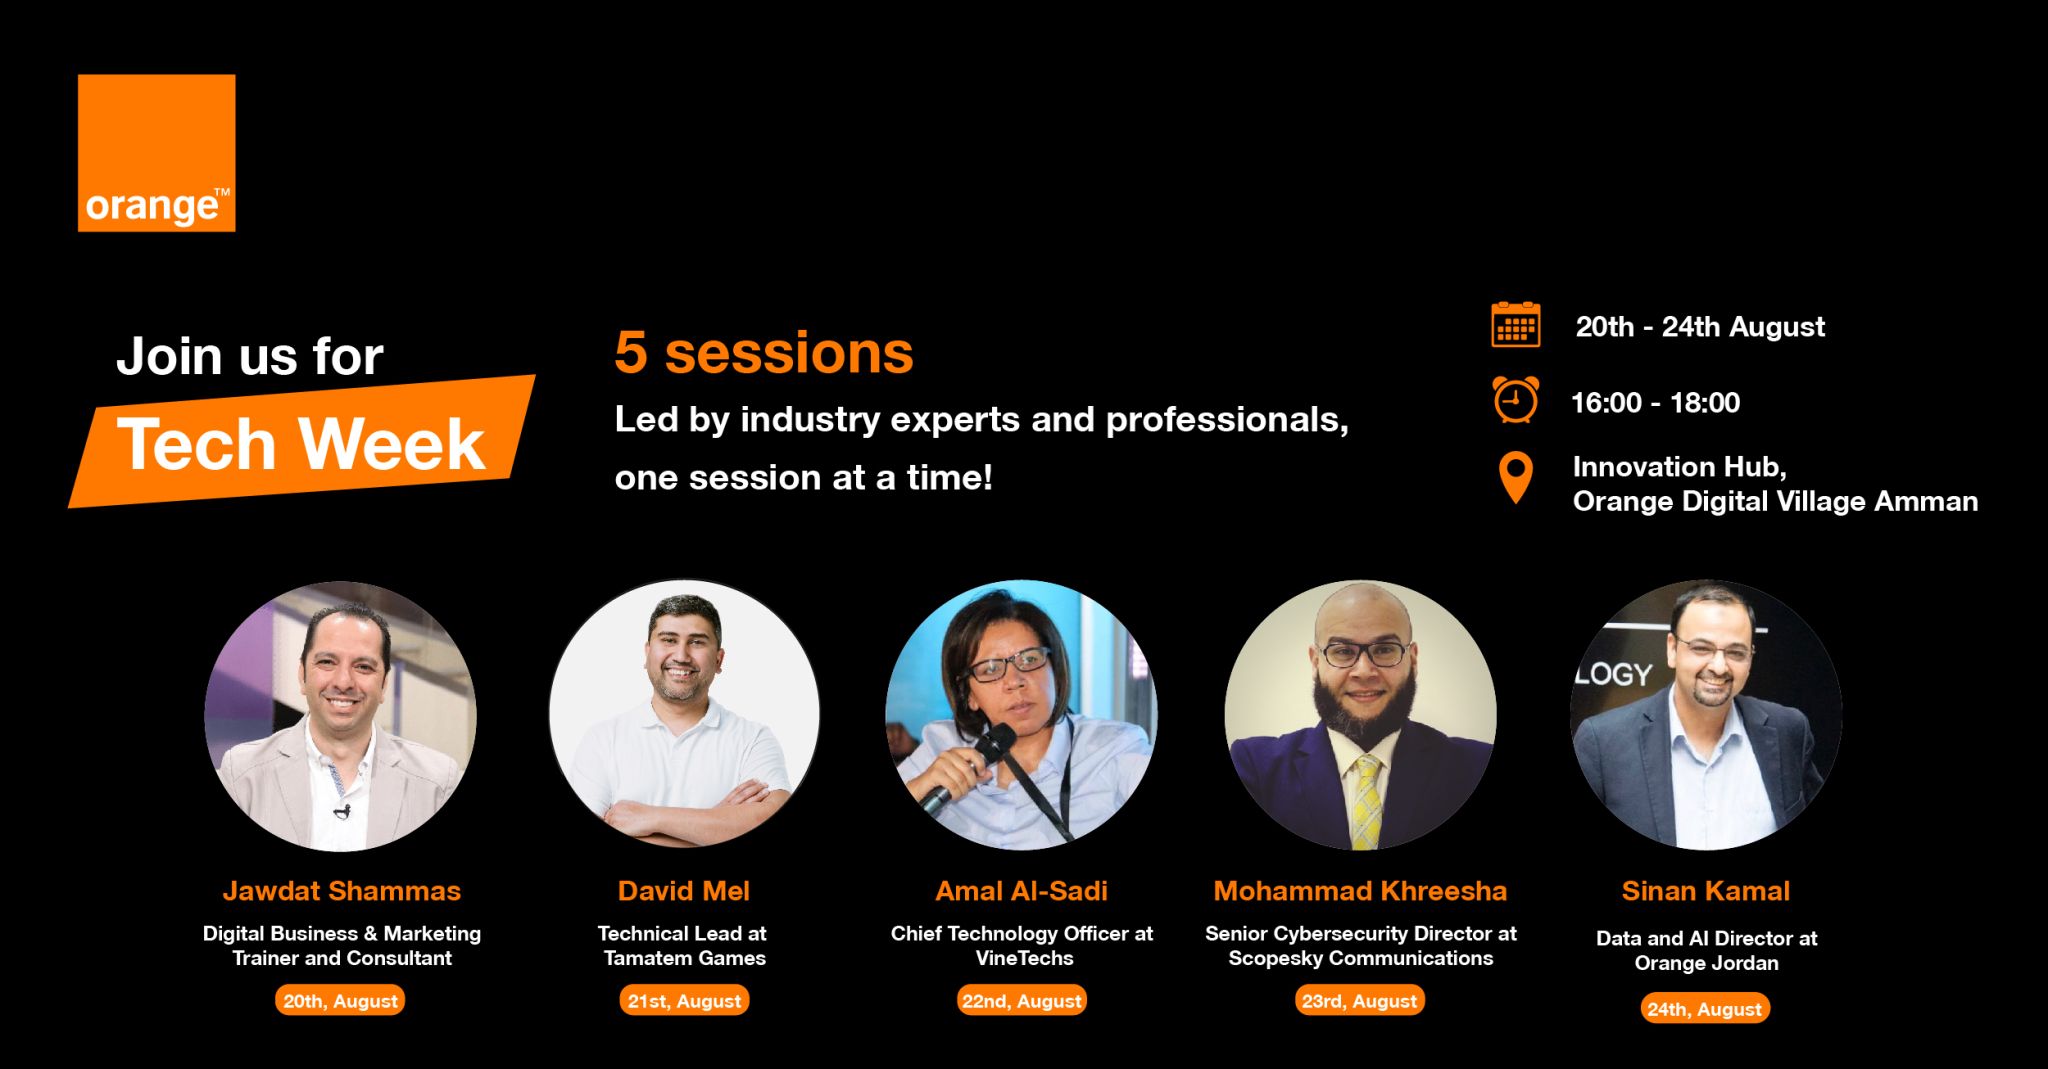 orange™
Join us for
Tech Week
5 sessions
Led by industry experts and professionals,
one session at a time!
20th - 24th August
16:00 - 18:00
Innovation Hub,
Orange Digital Village Amman
LOGY
Jawdat Shammas
Digital Business & Marketing
Trainer and Consultant
20th, August
David Mel
Technical Lead at
Tamatem Games
21st, August
Amal Al-Sadi
Chief Technology Officer at
VineTechs
22nd, August
Mohammad Khreesha
Senior Cybersecurity Director at
Scopesky Communications
23rd, August
Sinan Kamal
Data and AI Director at
Orange Jordan
24th, August